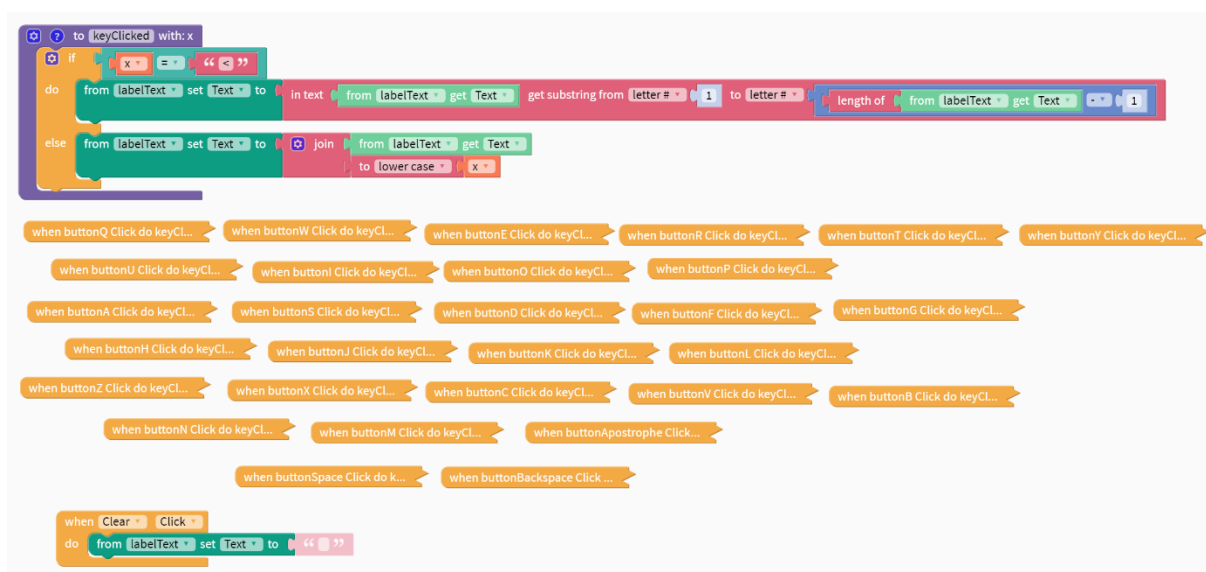 to keyClicked with: x
if x = “ < ”
do from labelText set Text to in text from labelText get Text get substring from letter # 1 to letter # length of from labelText get Text - 1
else from labelText set Text to join from labelText get Text
to lower case x
when buttonQ Click do keyCl... when buttonW Click do keyCl... when buttonE Click do keyCl... when buttonR Click do keyCl... when buttonT Click do keyCl... when buttonY Click do keyCl...
when buttonU Click do keyCl... when buttonI Click do keyCl... when buttonO Click do keyCl... when buttonP Click do keyCl...
when buttonA Click do keyCl... when buttonS Click do keyCl... when buttonD Click do keyCl... when buttonF Click do keyCl... when buttonG Click do keyCl...
when buttonH Click do keyCl... when buttonJ Click do keyCl... when buttonK Click do keyCl... when buttonL Click do keyCl...
when buttonZ Click do keyCl... when buttonX Click do keyCl... when buttonC Click do keyCl... when buttonV Click do keyCl... when buttonB Click do keyCl...
when buttonN Click do keyCl... when buttonM Click do keyCl... when buttonApostrophe Click...
when buttonSpace Click do k... when buttonBackspace Click ...
when Clear Click
do from labelText set Text to “ ”